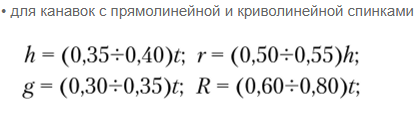 • для канавок с прямолинейной и криволинейной спинками
h = (0,35÷0,40)t; r = (0,50÷0,55)h;
g = (0,30÷0,35)t; R = (0,60÷0,80)t;